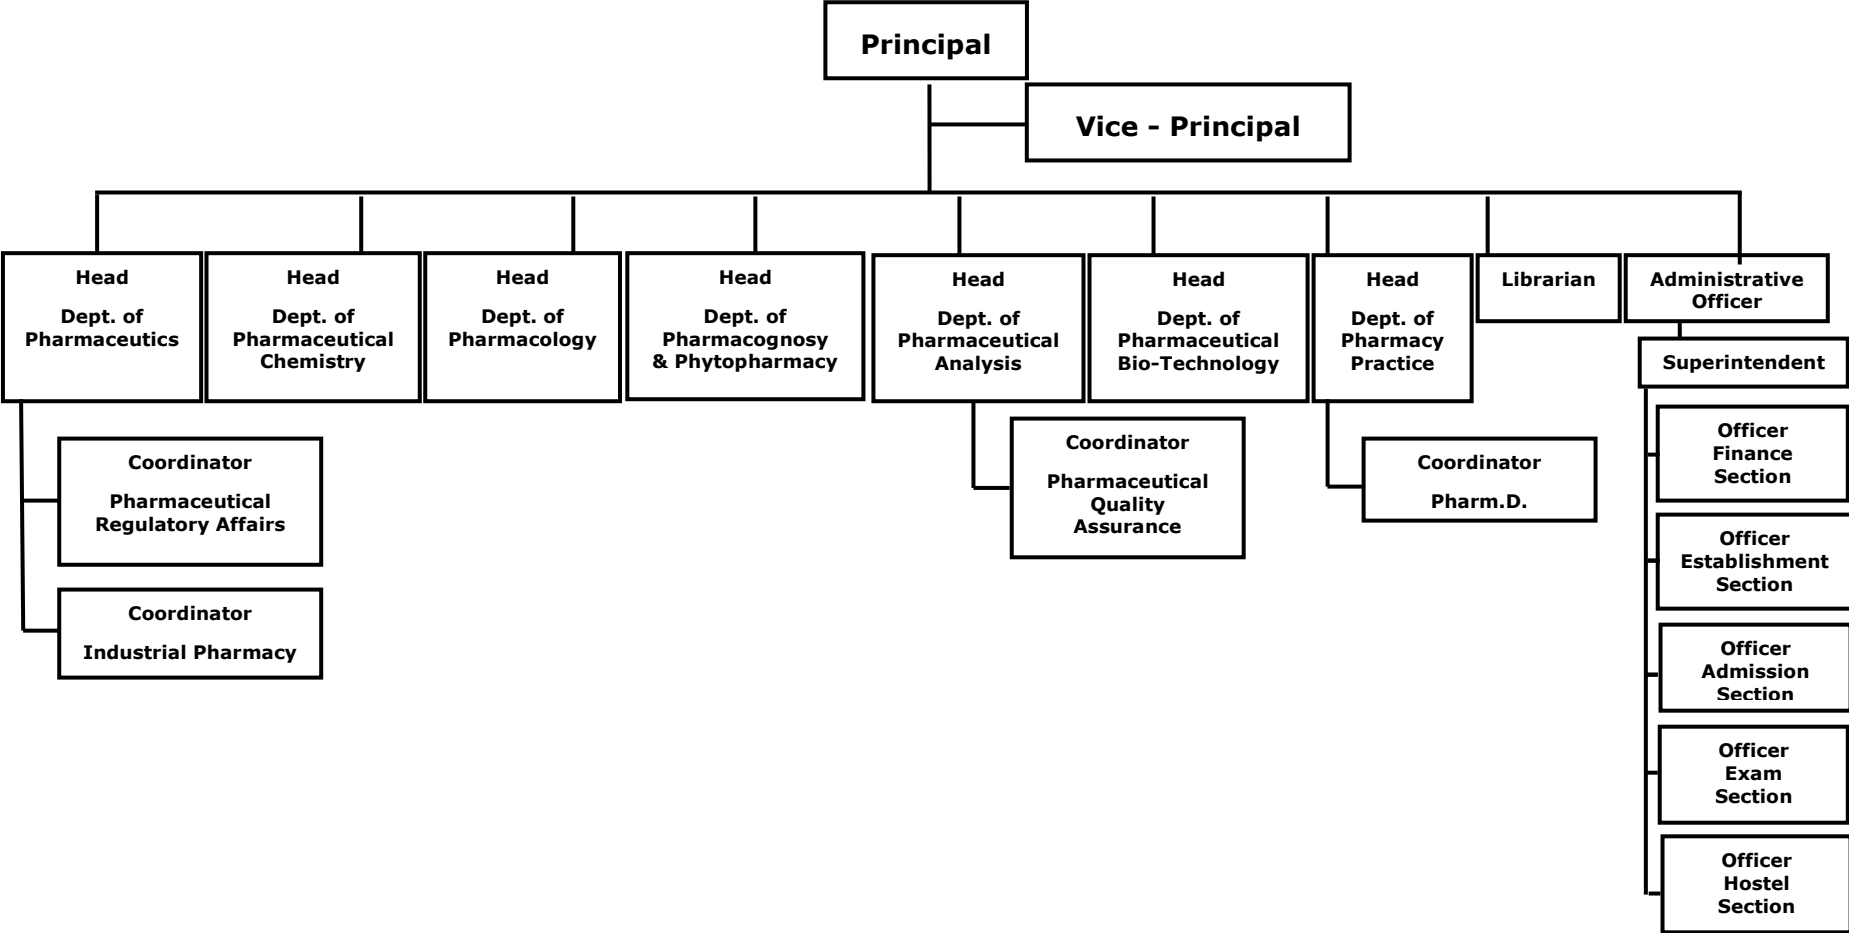 Principal
Vice - Principal
Head
Dept. of
Pharmaceutics
Head
Dept. of
Pharmaceutical
Chemistry
Head
Dept. of
Pharmacology
Head
Dept. of
Pharmacognosy
& Phytopharmacy
Head
Dept. of
Pharmaceutical
Analysis
Head
Dept. of
Pharmaceutical
Bio-Technology
Head
Dept. of
Pharmacy
Practice
Librarian
Administrative
Officer
Superintendent
Coordinator
Pharmaceutical
Regulatory Affairs
Coordinator
Industrial Pharmacy
Coordinator
Pharmaceutical
Quality
Assurance
Coordinator
Pharm.D.
Officer
Finance
Section
Officer
Establishment
Section
Officer
Admission
Section
Officer
Exam
Section
Officer
Hostel
Section